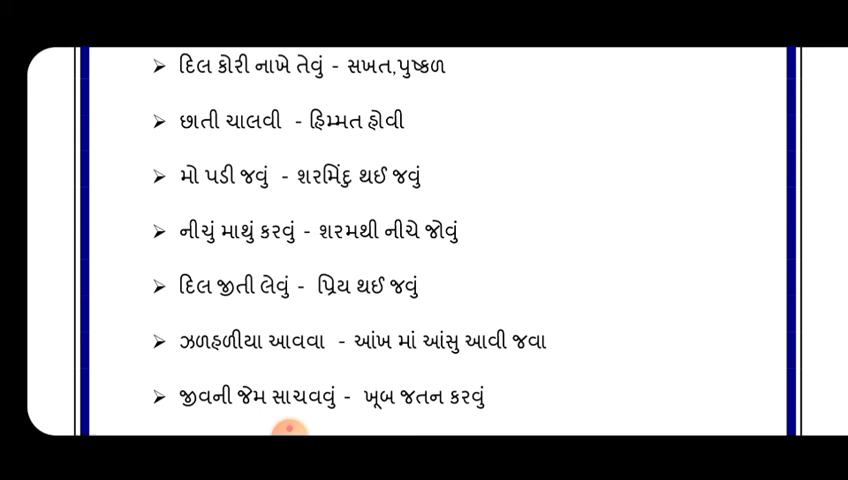 ➢ દિલ કોરી નાખે તેવું - સખત,પુષ્કળ
➢ છાતી ચાલવી - હિમ્મત હોવી
➢ મો પડી જવું - શરમિંદુ થઈ જવું
➢ નીચું માથું કરવું - શરમથી નીચે જોવું
➢ દિલ જીતી લેવું - પ્રિય થઈ જવું
➢ ઝળહળીયા આવવા - આંખ માં આંસુ આવી જવા
➢ જીવની જેમ સાચવવું - ખૂબ જતન કરવું